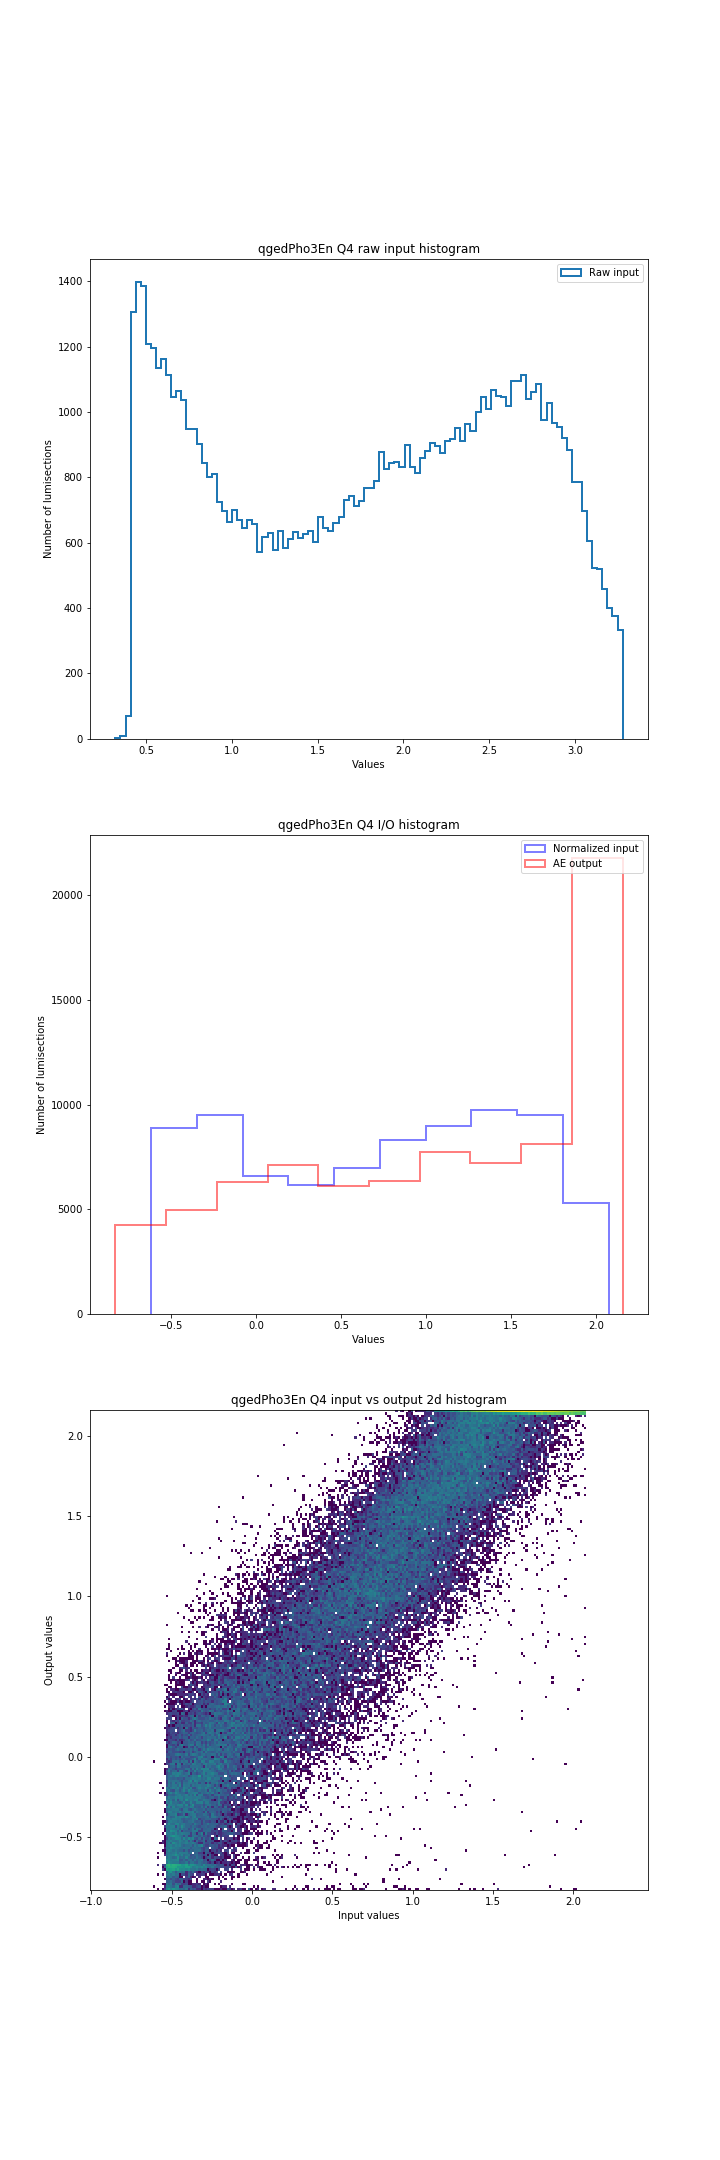 qgedPho3En Q4 raw input histogram
Raw input
1400
1200
1000
800
600
400
200
0
Number of lumisections
0.5 1.0 1.5 2.0 2.5 3.0
Values
qgedPho3En Q4 I/O histogram
Normalized input
AE output
20000
15000
10000
5000
0
Number of lumisections
−0.5 0.0 0.5 1.0 1.5 2.0
Values
qgedPho3En Q4 input vs output 2d histogram
2.0
1.5
1.0
0.5
0.0
−0.5
Output values
−1.0 −0.5 0.0 0.5 1.0 1.5 2.0
Input values